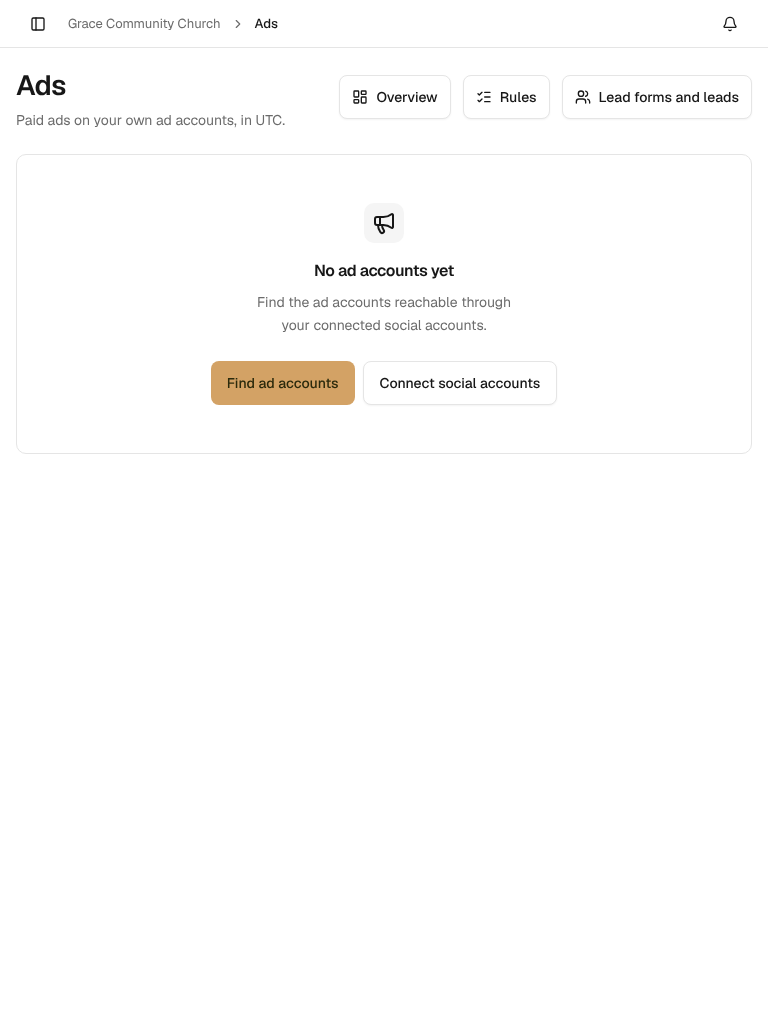 Grace Community Church > Ads
Ads
Paid ads on your own ad accounts, in UTC.
Overview
Rules
Lead forms and leads
No ad accounts yet
Find the ad accounts reachable through
your connected social accounts.
Find ad accounts
Connect social accounts